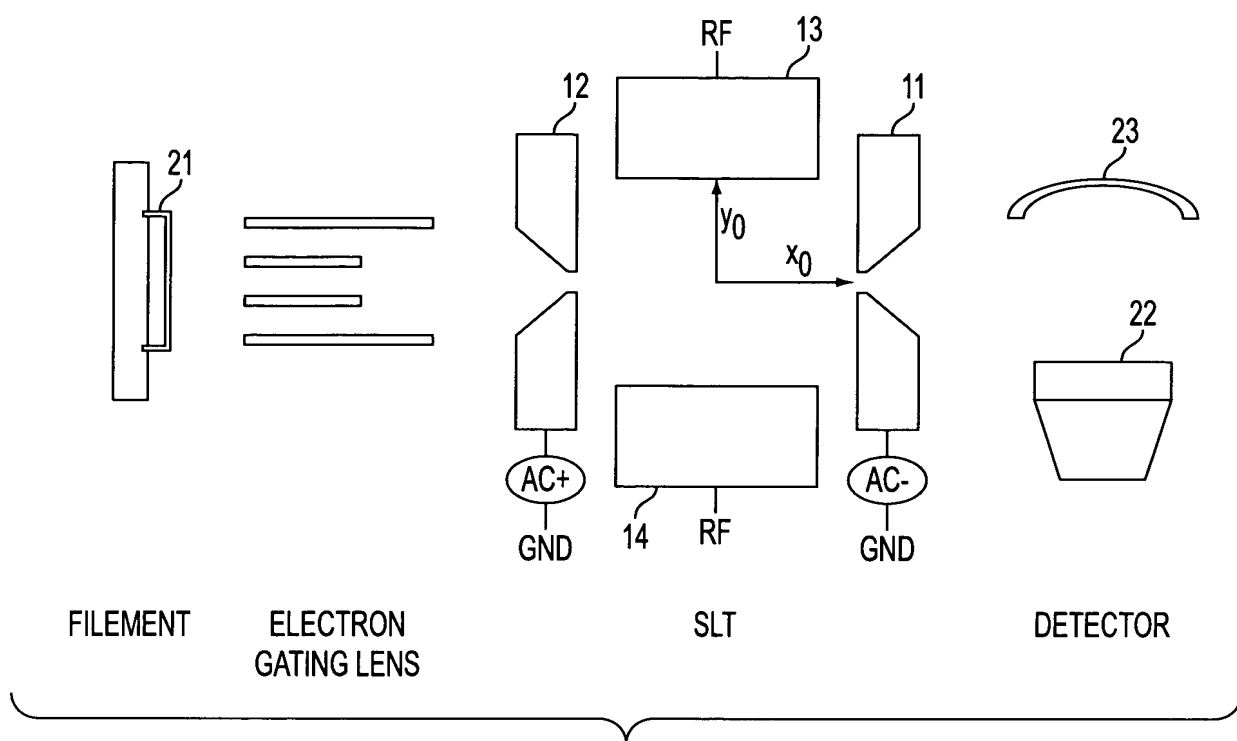 RF
13
12
11
21
23
y0
x0
22
AC+
AC-
14
GND
RF
GND
FILEMENT
ELECTRON
GATING LENS
SLT
DETECTOR